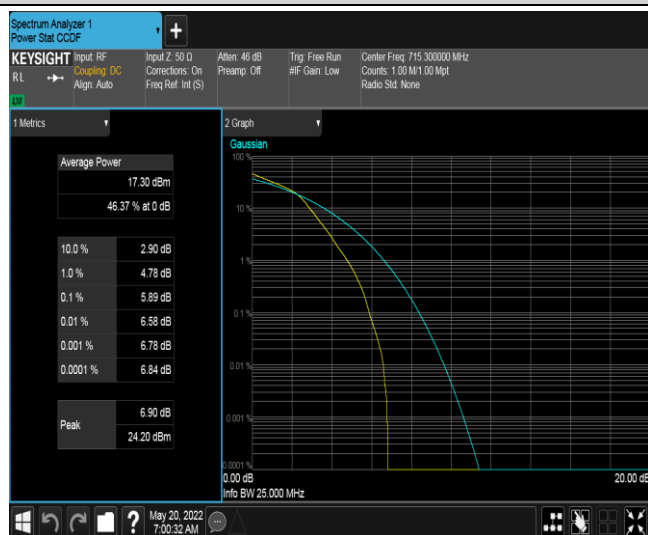 Spectrum Analyzer 1
Power Stat CCDF
+
KEYSIGHT
RL
Input: RF
Coupling: DC
Align: Auto
Input Z: 50 Ω
Corrections: On
Freq Ref: Int (S)
Atten: 46 dB
Preamp: Off
Trig: Free Run
#IF Gain: Low
Center Freq: 715.300000 MHz
Counts: 1.00 M/1.00 Mpt
Radio Std: None
1 Metrics
Average Power
17.30 dBm
46.37 % at 0 dB
10.0 % 2.90 dB
1.0 % 4.78 dB
0.1 % 5.89 dB
0.01 % 6.58 dB
0.001 % 6.78 dB
0.0001 % 6.84 dB
Peak
6.90 dB
24.20 dBm
2 Graph
Gaussian
100 %
10 %
1 %
0.1 %
0.01 %
0.001 %
0.0001 %
0.00 dB 20.00 dB
Info BW 25.000 MHz
?
May 20, 2022
7:00:32 AM